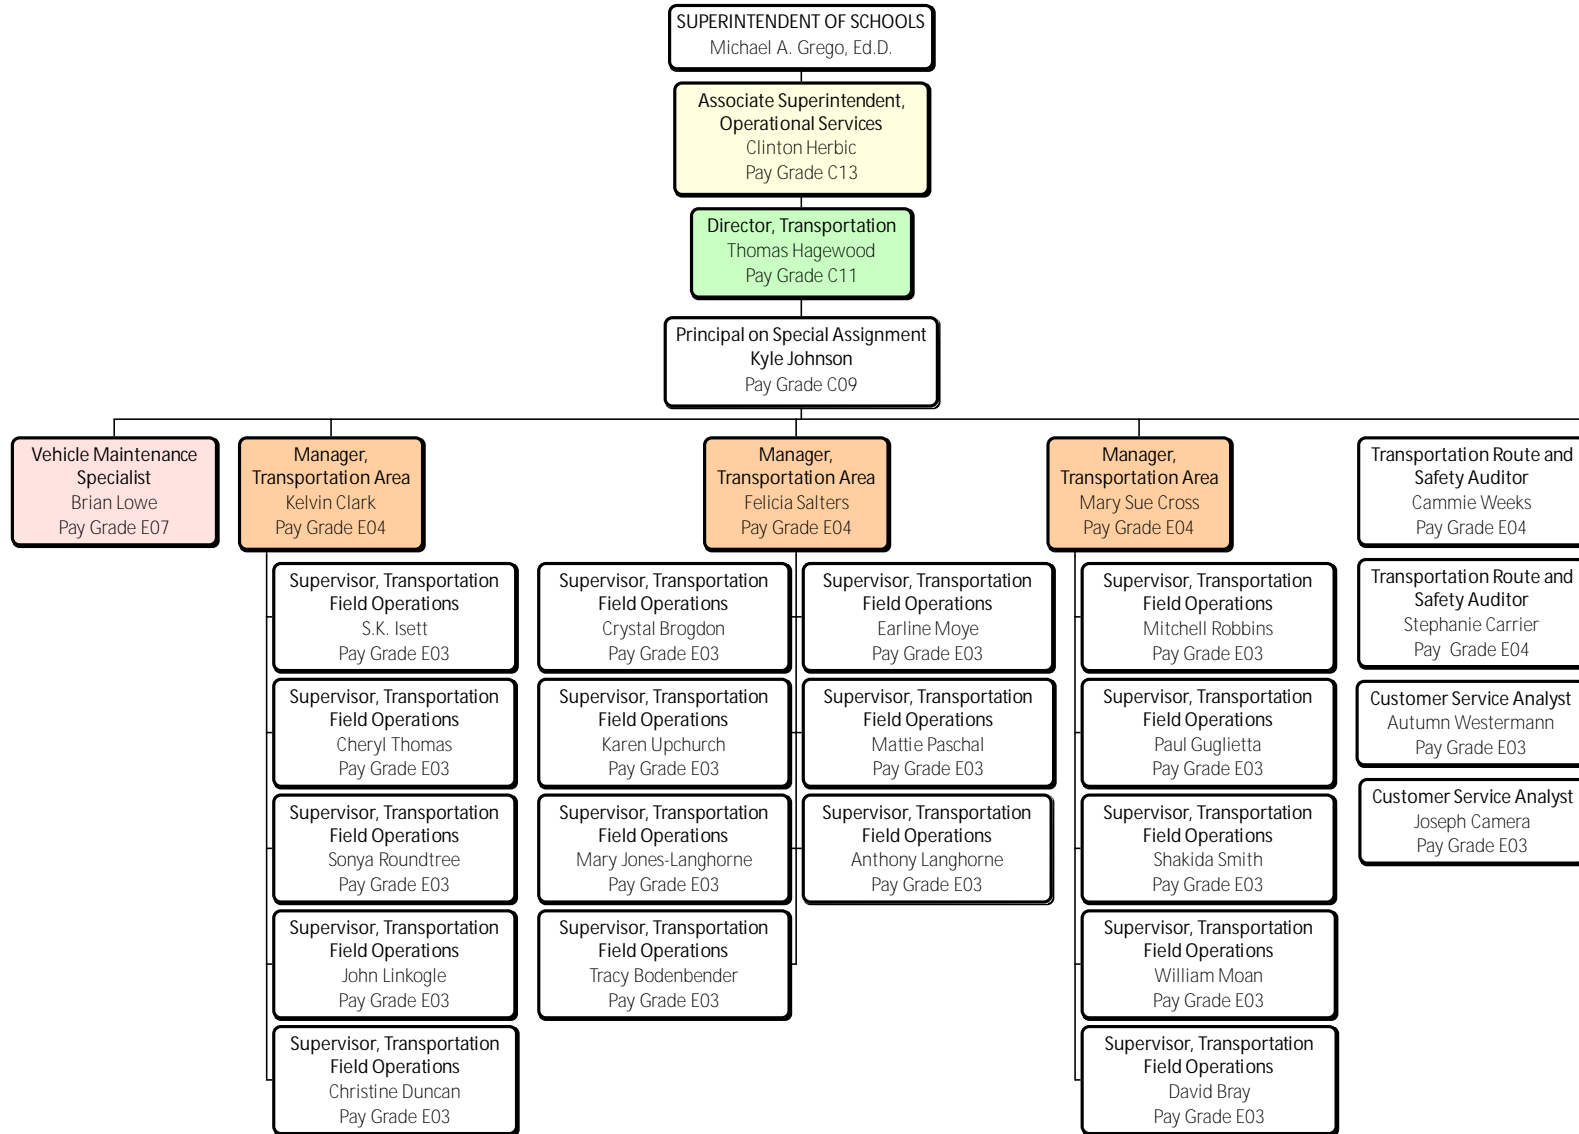 SUPERINTENDENT OF SCHOOLS
Michael A. Grego, Ed.D.
Associate Superintendent,
Operational Services
Clinton Herbic
Pay Grade C13
Director, Transportation
Thomas Hagewood
Pay Grade C11
Principal on Special Assignment
Kyle Johnson
Pay Grade C09
Vehicle Maintenance
Specialist
Brian Lowe
Pay Grade E07
Manager,
Transportation Area
Kelvin Clark
Pay Grade E04
Manager,
Transportation Area
Felicia Salters
Pay Grade E04
Manager,
Transportation Area
Mary Sue Cross
Pay Grade E04
Transportation Route and
Safety Auditor
Cammie Weeks
Pay Grade E04
Supervisor, Transportation
Field Operations
S.K. Isett
Pay Grade E03
Supervisor, Transportation
Field Operations
Crystal Brogdon
Pay Grade E03
Supervisor, Transportation
Field Operations
Earline Moye
Pay Grade E03
Supervisor, Transportation
Field Operations
Mitchell Robbins
Pay Grade E03
Transportation Route and
Safety Auditor
Stephanie Carrier
Pay Grade E04
Supervisor, Transportation
Field Operations
Cheryl Thomas
Pay Grade E03
Supervisor, Transportation
Field Operations
Karen Upchurch
Pay Grade E03
Supervisor, Transportation
Field Operations
Mattie Paschal
Pay Grade E03
Supervisor, Transportation
Field Operations
Paul Guglietta
Pay Grade E03
Customer Service Analyst
Autumn Westermann
Pay Grade E03
Supervisor, Transportation
Field Operations
Sonya Roundtree
Pay Grade E03
Supervisor, Transportation
Field Operations
Mary Jones-Langhorne
Pay Grade E03
Supervisor, Transportation
Field Operations
Anthony Langhorne
Pay Grade E03
Supervisor, Transportation
Field Operations
Shakida Smith
Pay Grade E03
Customer Service Analyst
Joseph Camera
Pay Grade E03
Supervisor, Transportation
Field Operations
John Linkogle
Pay Grade E03
Supervisor, Transportation
Field Operations
Tracy Bodenbender
Pay Grade E03
Supervisor, Transportation
Field Operations
William Moan
Pay Grade E03
Supervisor, Transportation
Field Operations
Christine Duncan
Pay Grade E03
Supervisor, Transportation
Field Operations
David Bray
Pay Grade E03